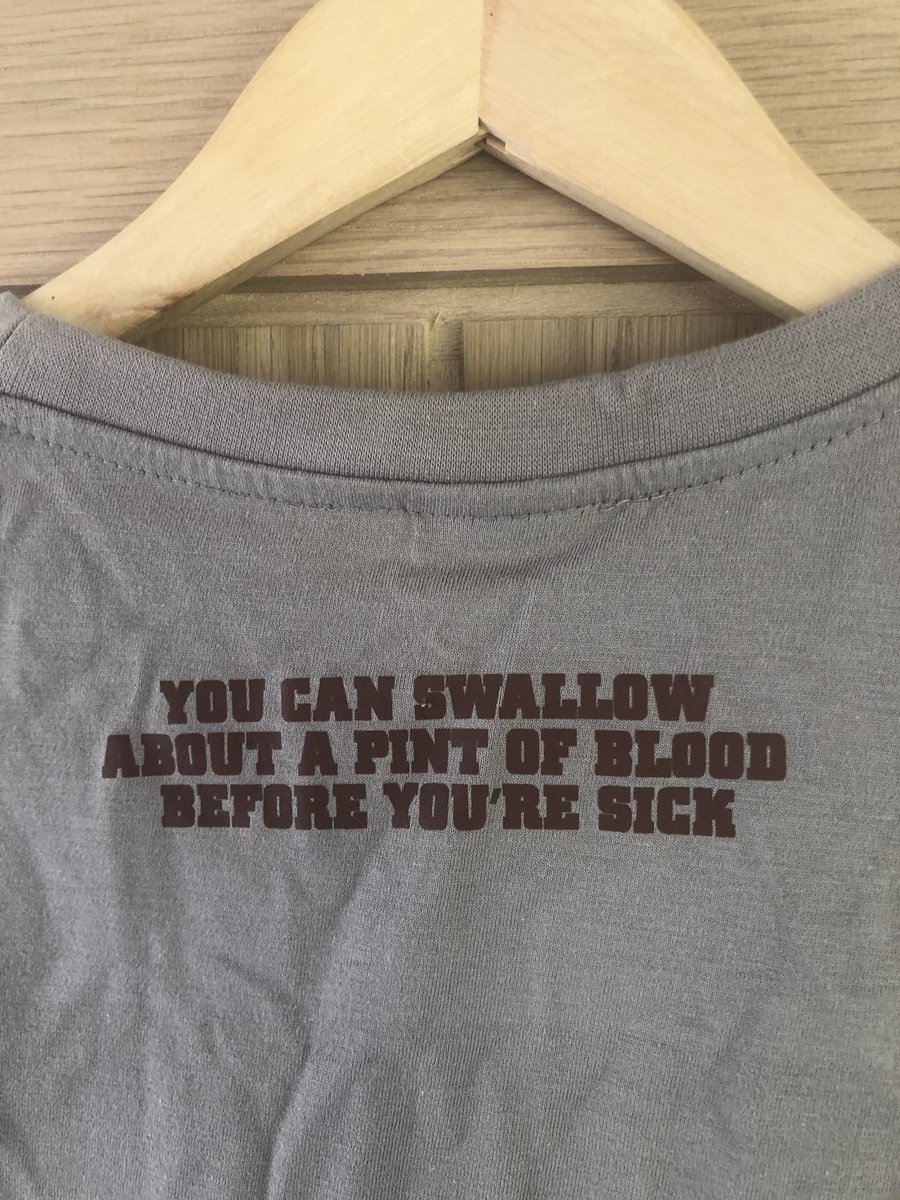 YOU CAN SWALLOW
ABOUT A PINT OF BLOOD
BEFORE YOU'RE SICK